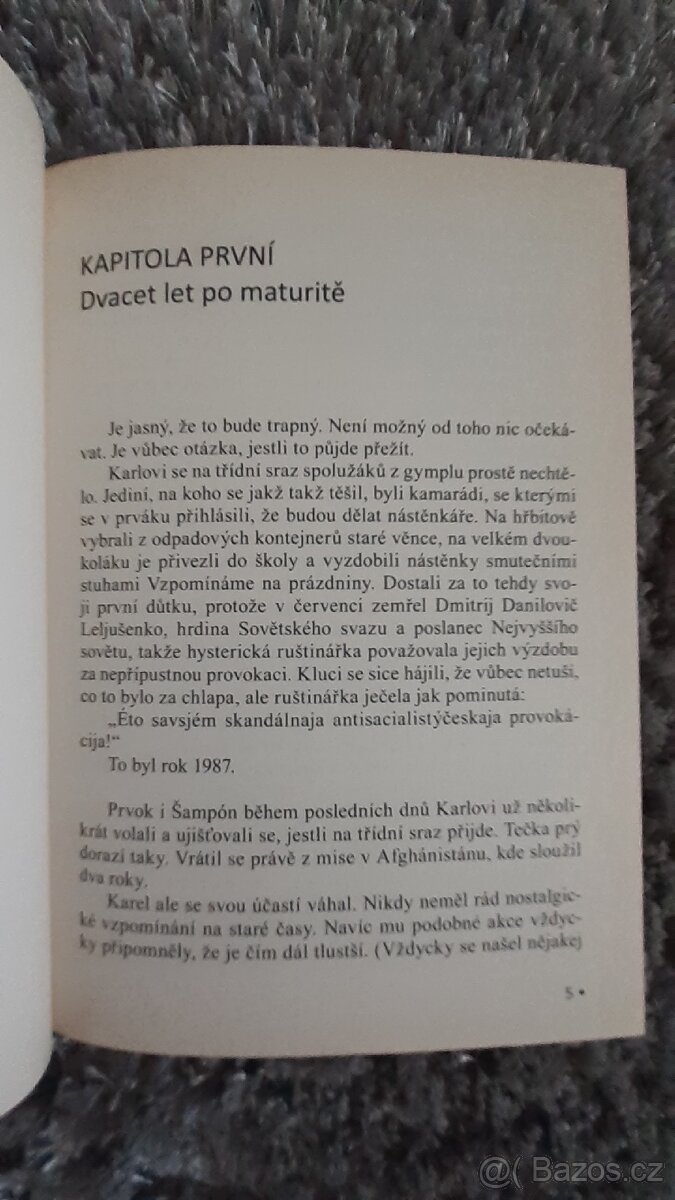 KAPITOLA PRVNÍ
Dvacet let po maturitě
Je jasný, že to bude trapný. Není možný od toho nic očeká-
vat. Je vůbec otázka, jestli to půjde přežít.
Karlovi se na třídní sraz spolužáků z gymplu prostě nechtě-
lo. Jediní, na koho se jakž takž těšil, byli kamarádi, se kterými
se v prváku přihlásili, že budou dělat nástěnkáře. Na hřbitově
vybrali z odpadových kontejnerů staré věnce, na velkém dvou-
koláku je přivezli do školy a vyzdobili nástěnky smutečními
stuhami Vzpomínáme na prázdniny. Dostali za to tehdy svo-
ji první důtku, protože v červenci zemřel Dmitrij Danilovič
Leljušenko, hrdina Sovětského svazu a poslanec Nejvyššího
sovětu, takže hysterická ruštinářka považovala jejich výzdobu
za nepřípustnou provokaci. Kluci se sice hájili, že vůbec netuší,
co to bylo za chlapa, ale ruštinářka ječela jak pominutá:
„Éto savsjém skandálnaja antisacialistýčeskaja provoká-
cija!“
To byl rok 1987.
Prvok i Šampón během posledních dnů Karlovi už několi-
krát volali a ujišťovali se, jestli na třídní sraz přijde. Tečka prý
dorazí taky. Vrátil se právě z mise v Afghánistánu, kde sloužil
dva roky.
Karel ale se svou účastí váhal. Nikdy neměl rád nostalgic-
ké vzpomínání na staré časy. Navíc mu podobné akce vždyc-
ky připomněly, že je čím dál tlustší. (Vždycky se našel nějakej
5 •
@( Bazos.cz